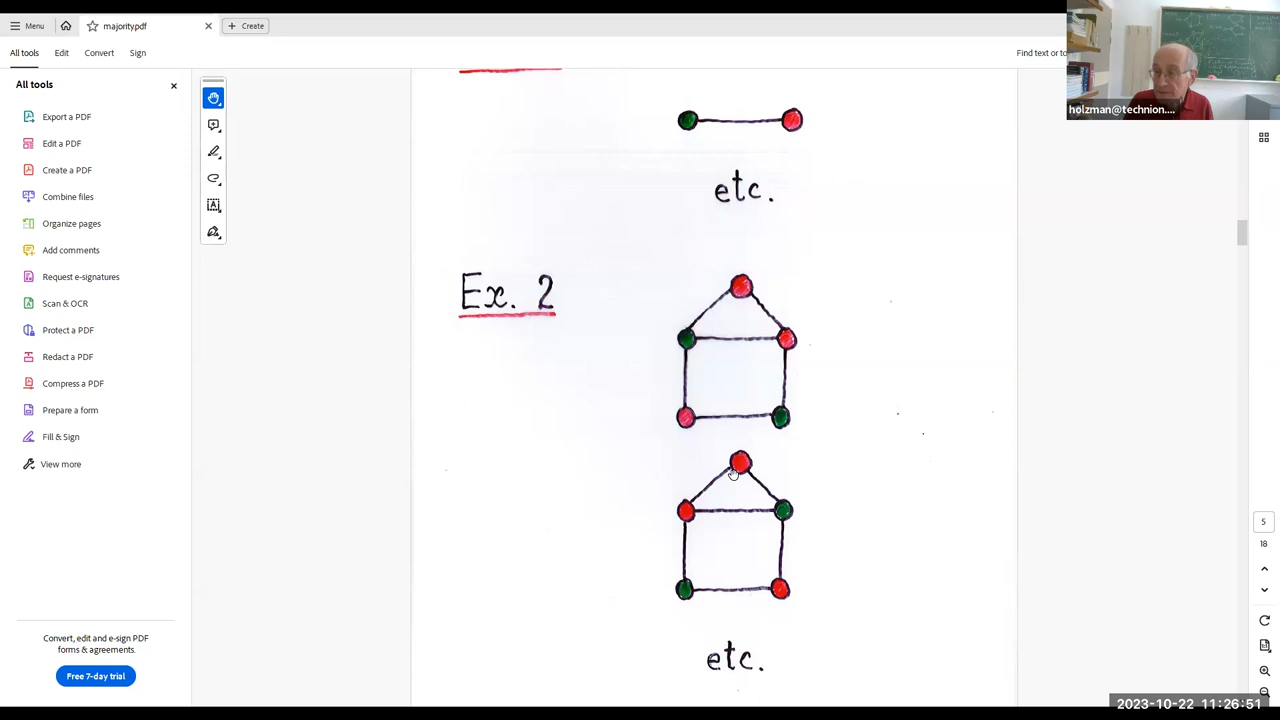 Menu
majority.pdf
Create
All tools
Edit
Convert
Sign
Find text or to
holzman@technion....
All tools
Export a PDF
Edit a PDF
Create a PDF
Combine files
Organize pages
Add comments
Request e-signatures
Scan & OCR
Protect a PDF
Redact a PDF
Compress a PDF
Prepare a form
Fill & Sign
View more
etc.
Ex. 2
etc.
5
18
Convert, edit and e-sign PDF
forms & agreements.
Free 7-day trial
2023-10-22 11:26:51